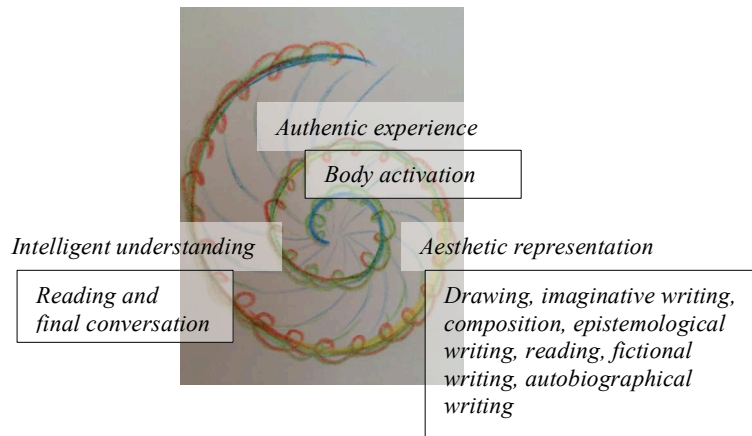 Authentic experience
Body activation
Intelligent understanding
Aesthetic representation
Reading and
final conversation
Drawing, imaginative writing,
composition, epistemological
writing, reading, fictional
writing, autobiographical
writing